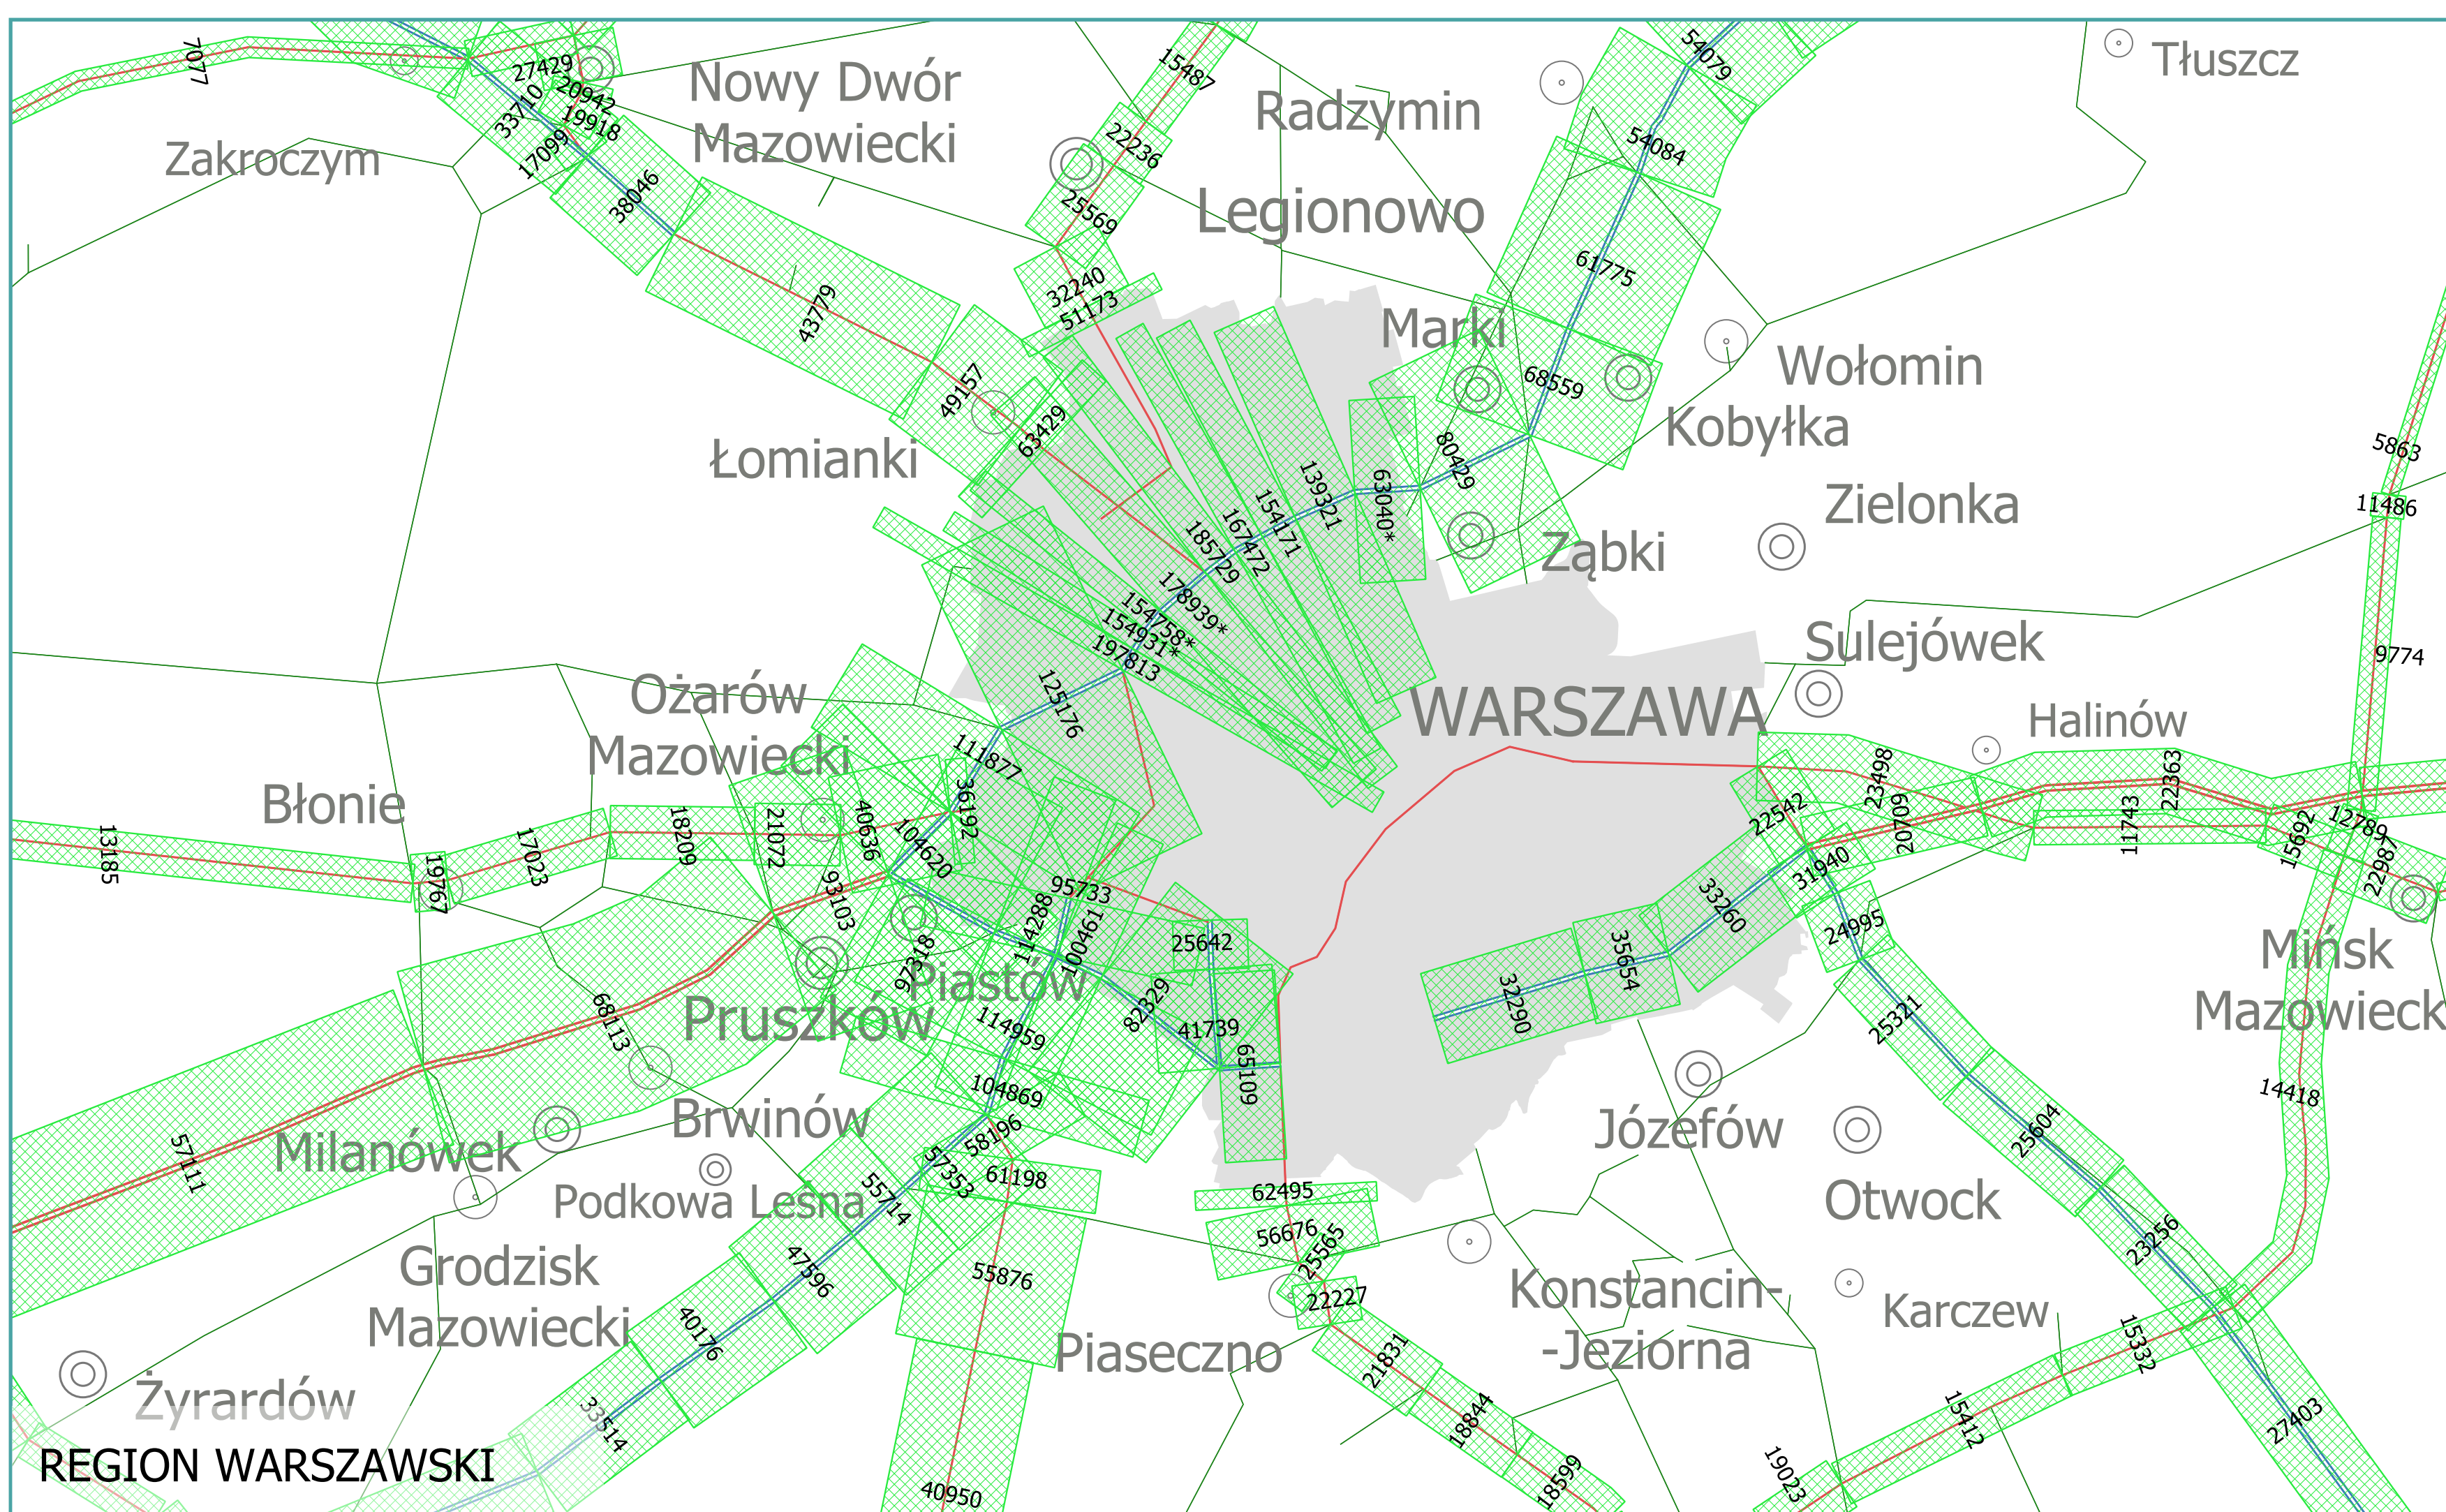 7077
27429
20942
19918
33710
17099
38046
Zakroczym
Nowy Dwór
Mazowiecki
15487
22236
25569
Radzymin
Legionowo
54079
54084
Tłuszcz
61775
43779
32240
51173
Marki
68559
Wołomin
Kobyłka
49157
63429
Łomianki
80429
63040*
139321
154171
167472
185729
178939*
154758*
154931*
197813
Zielonka
Ząbki
5863
11486
9774
Sulejówek
WARSZAWA
Halinów
125176
Ożarów
Mazowiecki
111877
Błonie
13185
19767
17023
18209
21072
40636
36192
104620
93103
23498
22542
20709
22363
11743
15692
12789
22987
31940
33260
24995
95733
114288
100461
25642
97318
Piastów
Pruszków
82329
41739
65109
114959
104869
32290
35654
25321
Mińsk
Mazowieck
14418
68113
57111
Milanówek
Brwinów
58196
57353
61198
Józefów
25604
Podkowa Leśna
55714
62495
56676
25565
22227
Otwock
23256
Grodzisk
Mazowiecki
47596
55876
40176
Konstancin-
-Jeziorna
Karczew
15332
Piaseczno
21831
Żyrardów
33514
18844
15412
27403
REGION WARSZAWSKI
40950
18599
19023